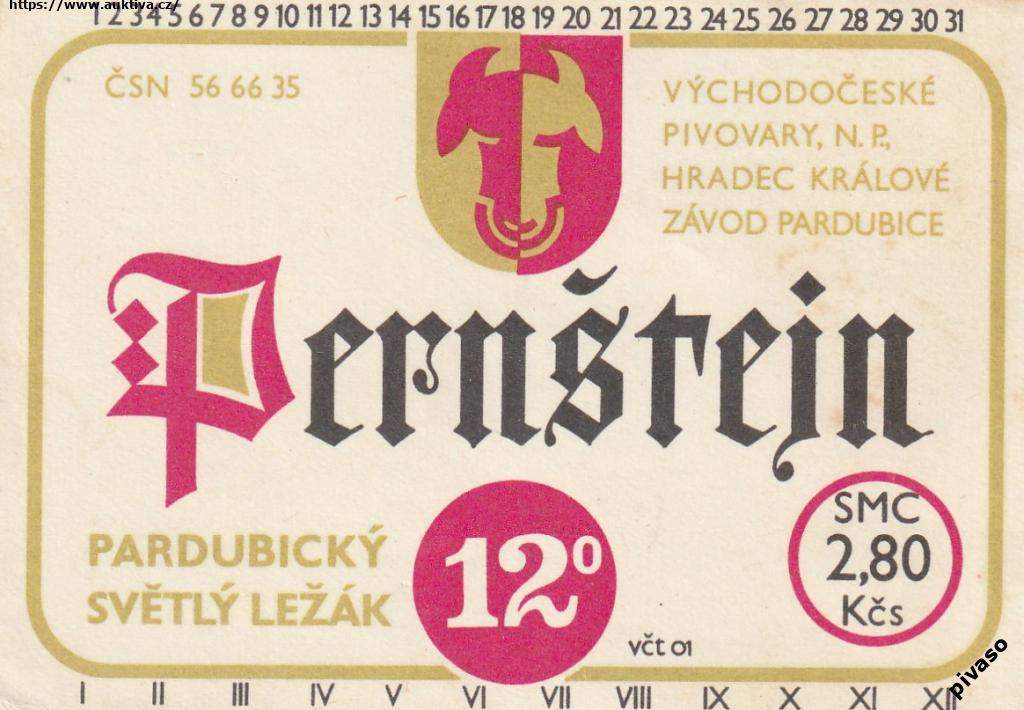 https://www.auktiva.cz/
1 2 3 4 5 6 7 8 9 10 11 12 13 14 15 16 17 18 19 20 21 22 23 24 25 26 27 28 29 30 31
ČSN 56 66 35
VÝCHODOČESKÉ
PIVOVARY, N. P.,
HRADEC KRÁLOVÉ
ZÁVOD PARDUBICE
Pernštejn
PARDUBICKÝ
SVĚTLÝ LEŽÁK
12⁰
SMC
2,80
Kčs
VČT 01
I II III IV V VI VII VIII IX X XI XII
pivaso